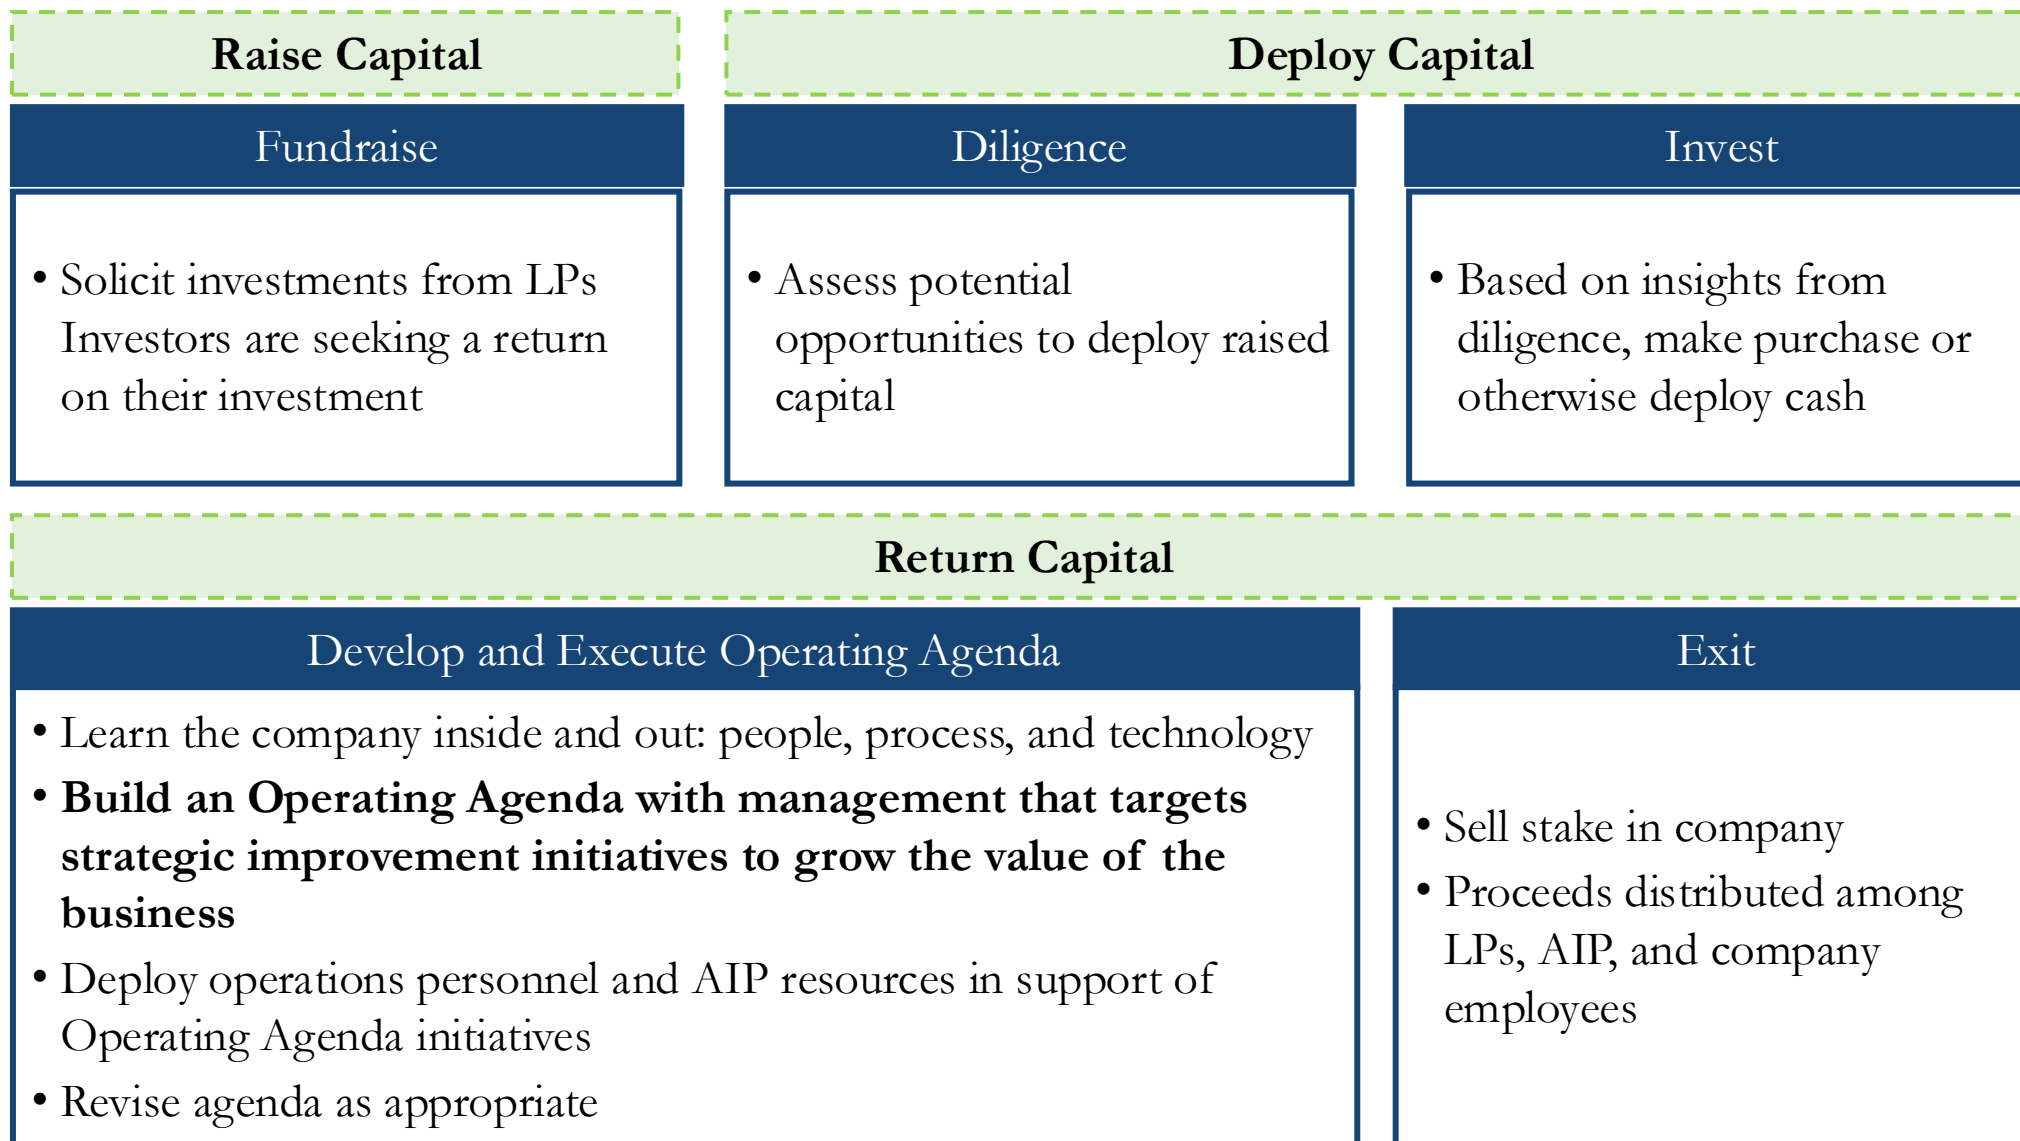 Raise Capital
Deploy Capital
Fundraise
• Solicit investments from LPs
Investors are seeking a return
on their investment
Diligence
• Assess potential
opportunities to deploy raised
capital
Invest
• Based on insights from
diligence, make purchase or
otherwise deploy cash
Return Capital
Develop and Execute Operating Agenda
• Learn the company inside and out: people, process, and technology
• Build an Operating Agenda with management that targets
strategic improvement initiatives to grow the value of the
business
• Deploy operations personnel and AIP resources in support of
Operating Agenda initiatives
• Revise agenda as appropriate
Exit
• Sell stake in company
• Proceeds distributed among
LPs, AIP, and company
employees